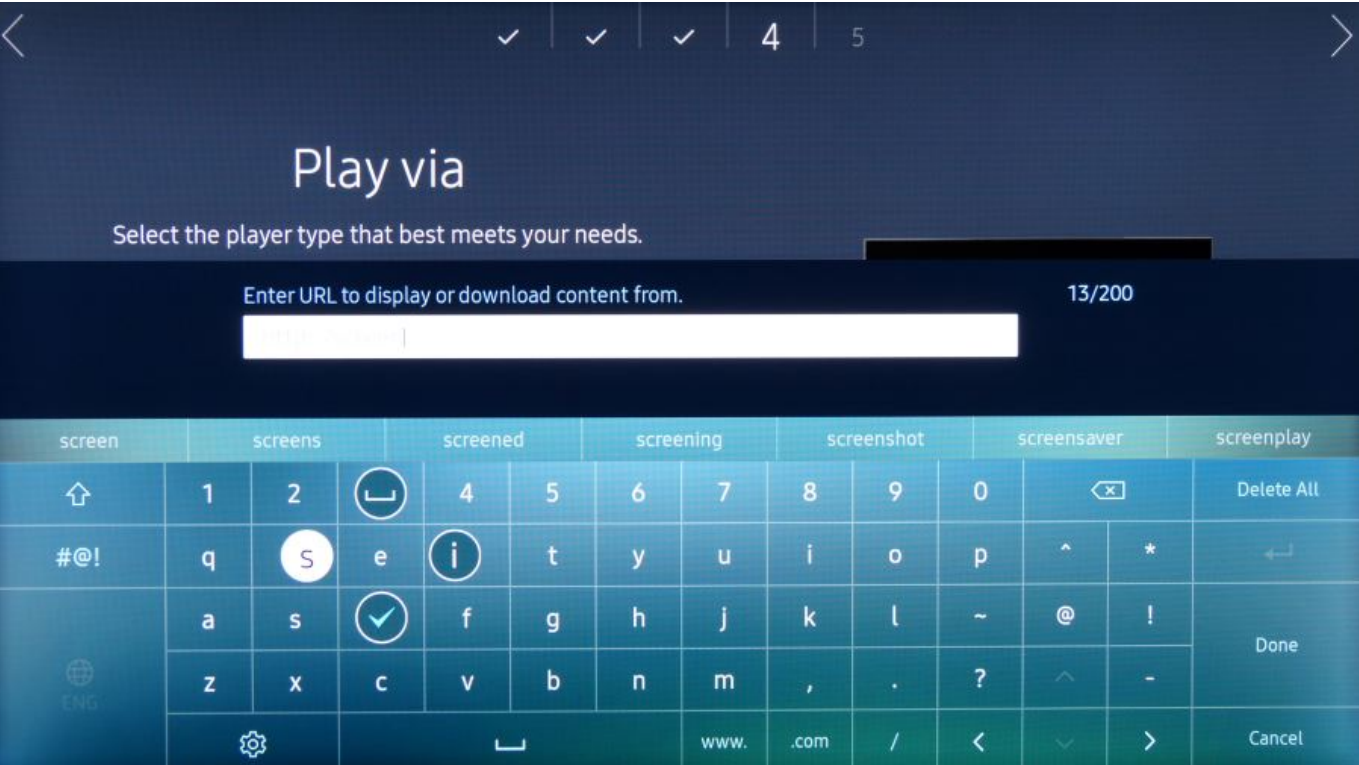 ✓ ✓ ✓ 4 5
Play via
Select the player type that best meets your needs.
Enter URL to display or download content from. 13/200
screen screens screened screening screenshot screensaver screenplay
1 2 4 5 6 7 8 9 0 Delete All
#@! q s e i t y u i o p ^ *
a s f g h j k l ~ @ !
Done
z x c v b n m , . ? -
ENG
www. .com / < > Cancel